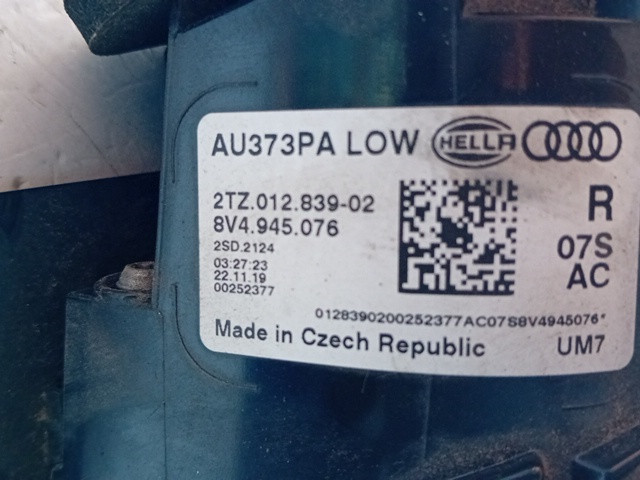 AU373PA LOW HELLA
2TZ.012.839-02
8V4.945.076
2SD.2124
03:27:23
22.11.19
00252377
R
07S
AC
0128390200252377AC07S8V4945076*
Made in Czech Republic
UM7